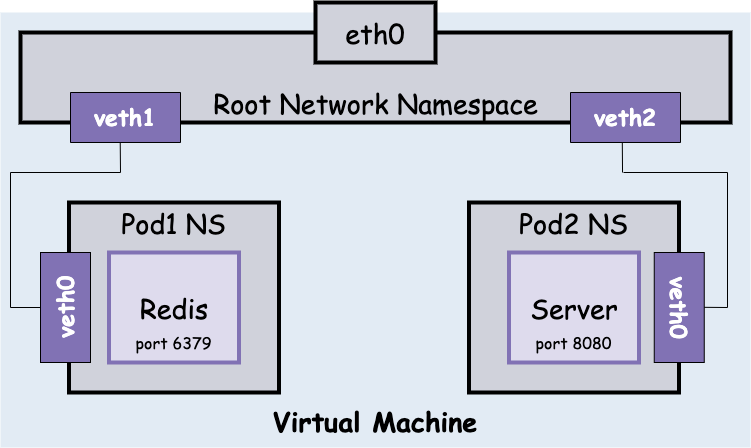 eth0
Root Network Namespace
veth1
veth2
Pod1 NS
Pod2 NS
veth0
Redis
port 6379
Server
port 8080
veth0
Virtual Machine